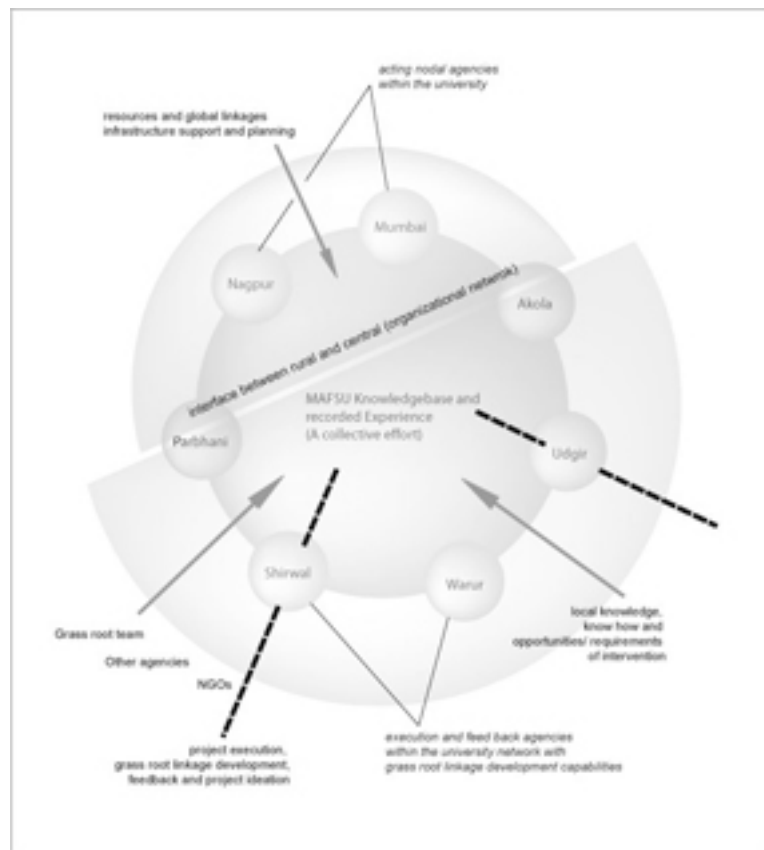 acting nodal agencies
within the university
resources and global linkages
infrastructure support and planning
Mumbai
Nagpur
Akola
interface between rural and central (organizational netwrok)
MAFSU Knowledgebase and
recorded Experience
(A collective effort)
Parbhani
Udgir
Shirwal
Warur
local knowledge,
know how and
opportunities/ requirements
of intervention
Grass root team
Other agencies
NGOs
project execution,
grass root linkage development,
feedback and project ideation
execution and feed back agencies
within the university network with
grass root linkage development capabilities